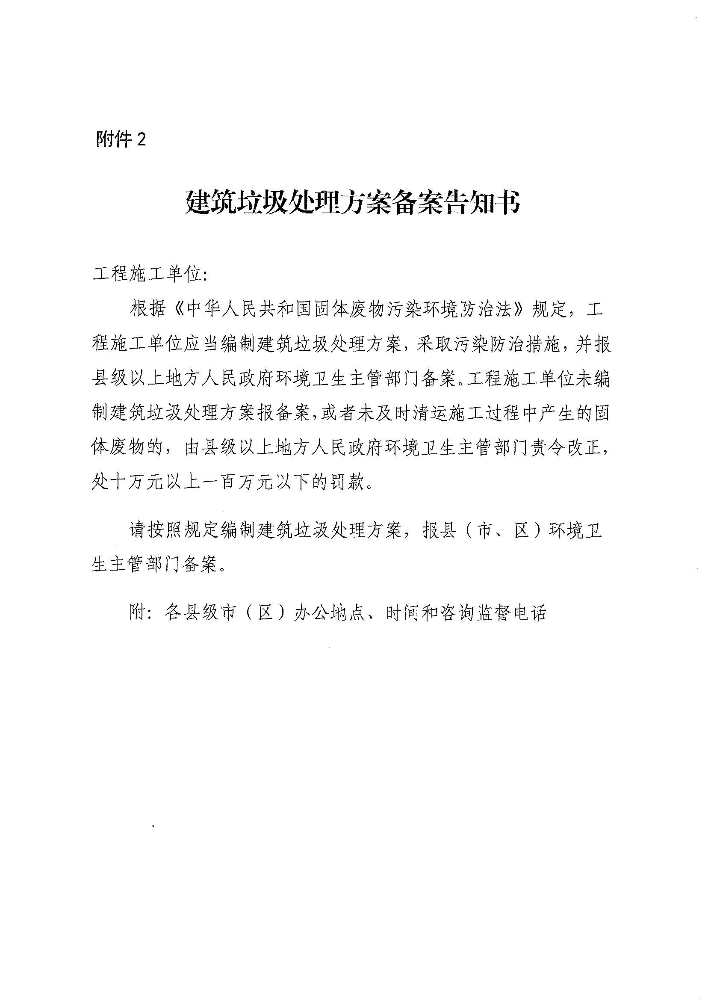 附件2
建筑垃圾处理方案备案告知书
工程施工单位：
根据《中华人民共和国固体废物污染环境防治法》规定，工
程施工单位应当编制建筑垃圾处理方案，采取污染防治措施，并报
县级以上地方人民政府环境卫生主管部门备案。工程施工单位未编
制建筑垃圾处理方案报备案，或者未及时清运施工过程中产生的固
体废物的，由县级以上地方人民政府环境卫生主管部门责令改正，
处十万元以上一百万元以下的罚款。
请按照规定编制建筑垃圾处理方案，报县（市、区）环境卫
生主管部门备案。
附：各县级市（区）办公地点、时间和咨询监督电话